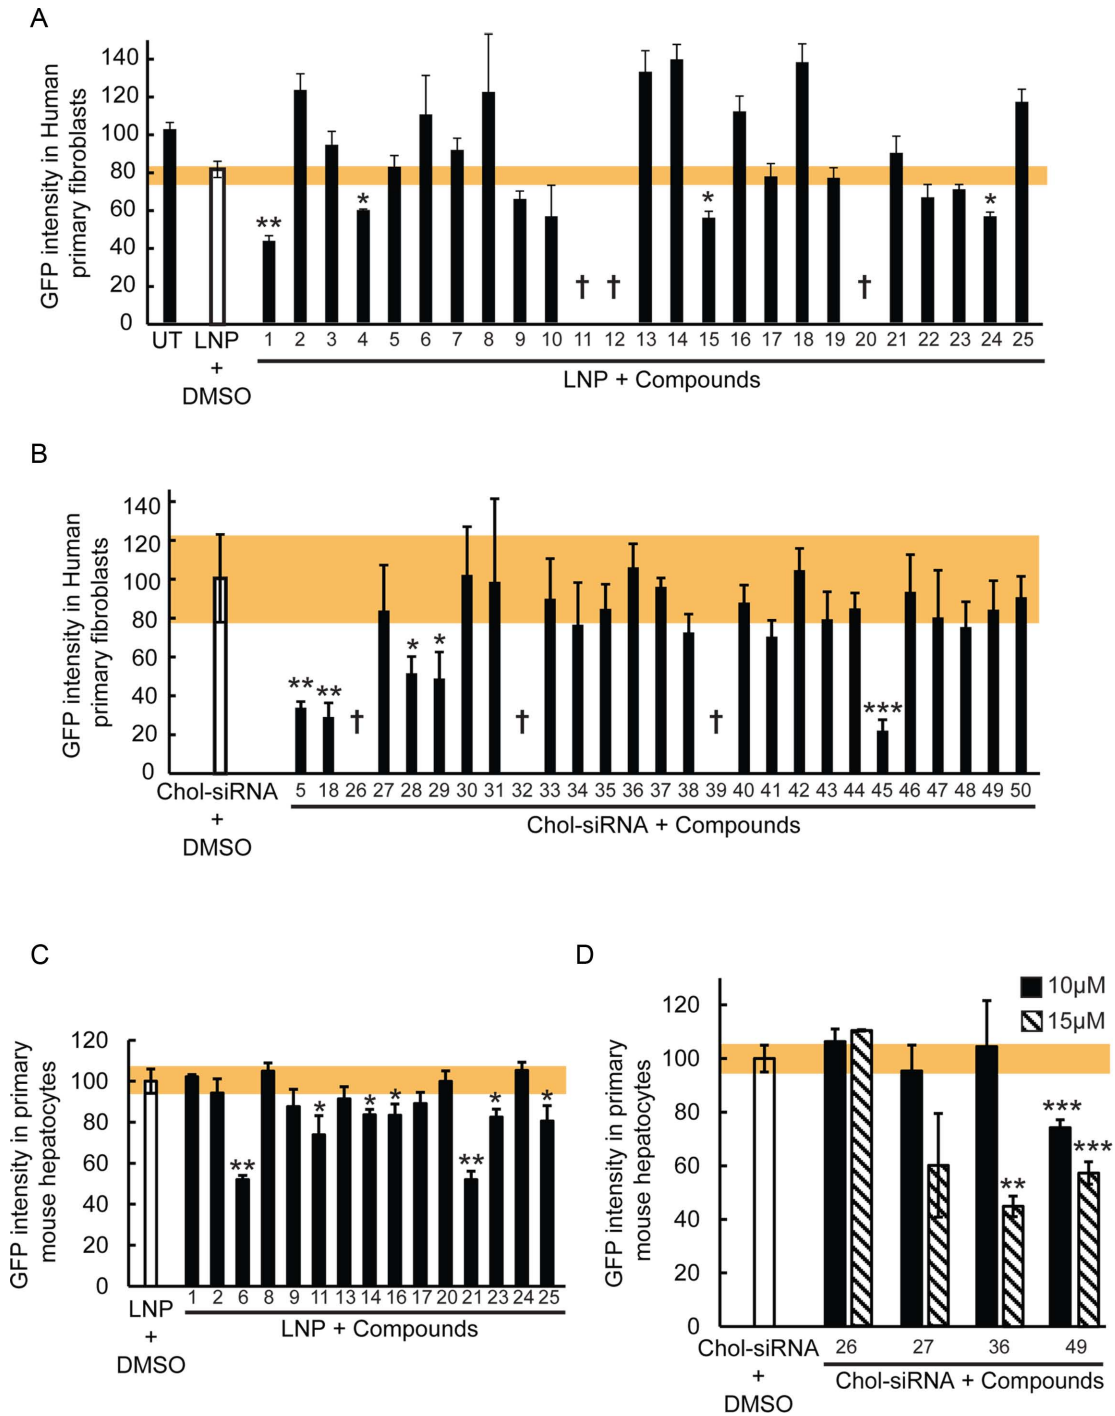 A
GFP intensity in Human
primary fibroblasts
140
120
100
80
60
40
20
0
** * * *
† † †
UT LNP 1 2 3 4 5 6 7 8 9 10 11 12 13 14 15 16 17 18 19 20 21 22 23 24 25
+
DMSO
LNP + Compounds
B
GFP intensity in Human
primary fibroblasts
140
120
100
80
60
40
20
0
** ** † * * † † ***
Chol-siRNA 5 18 26 27 28 29 30 31 32 33 34 35 36 37 38 39 40 41 42 43 44 45 46 47 48 49 50
+
DMSO
Chol-siRNA + Compounds
C
GFP intensity in primary
mouse hepatocytes
120
100
80
60
40
20
0
** * * * ** * *
1 2 6 8 9 11 13 14 16 17 20 21 23 24 25
LNP
+
DMSO
LNP + Compounds
D
GFP intensity in primary
mouse hepatocytes
10µM
15µM
120
100
80
60
40
20
0
** *** ***
Chol-siRNA 26 27 36 49
+
DMSO
Chol-siRNA + Compounds